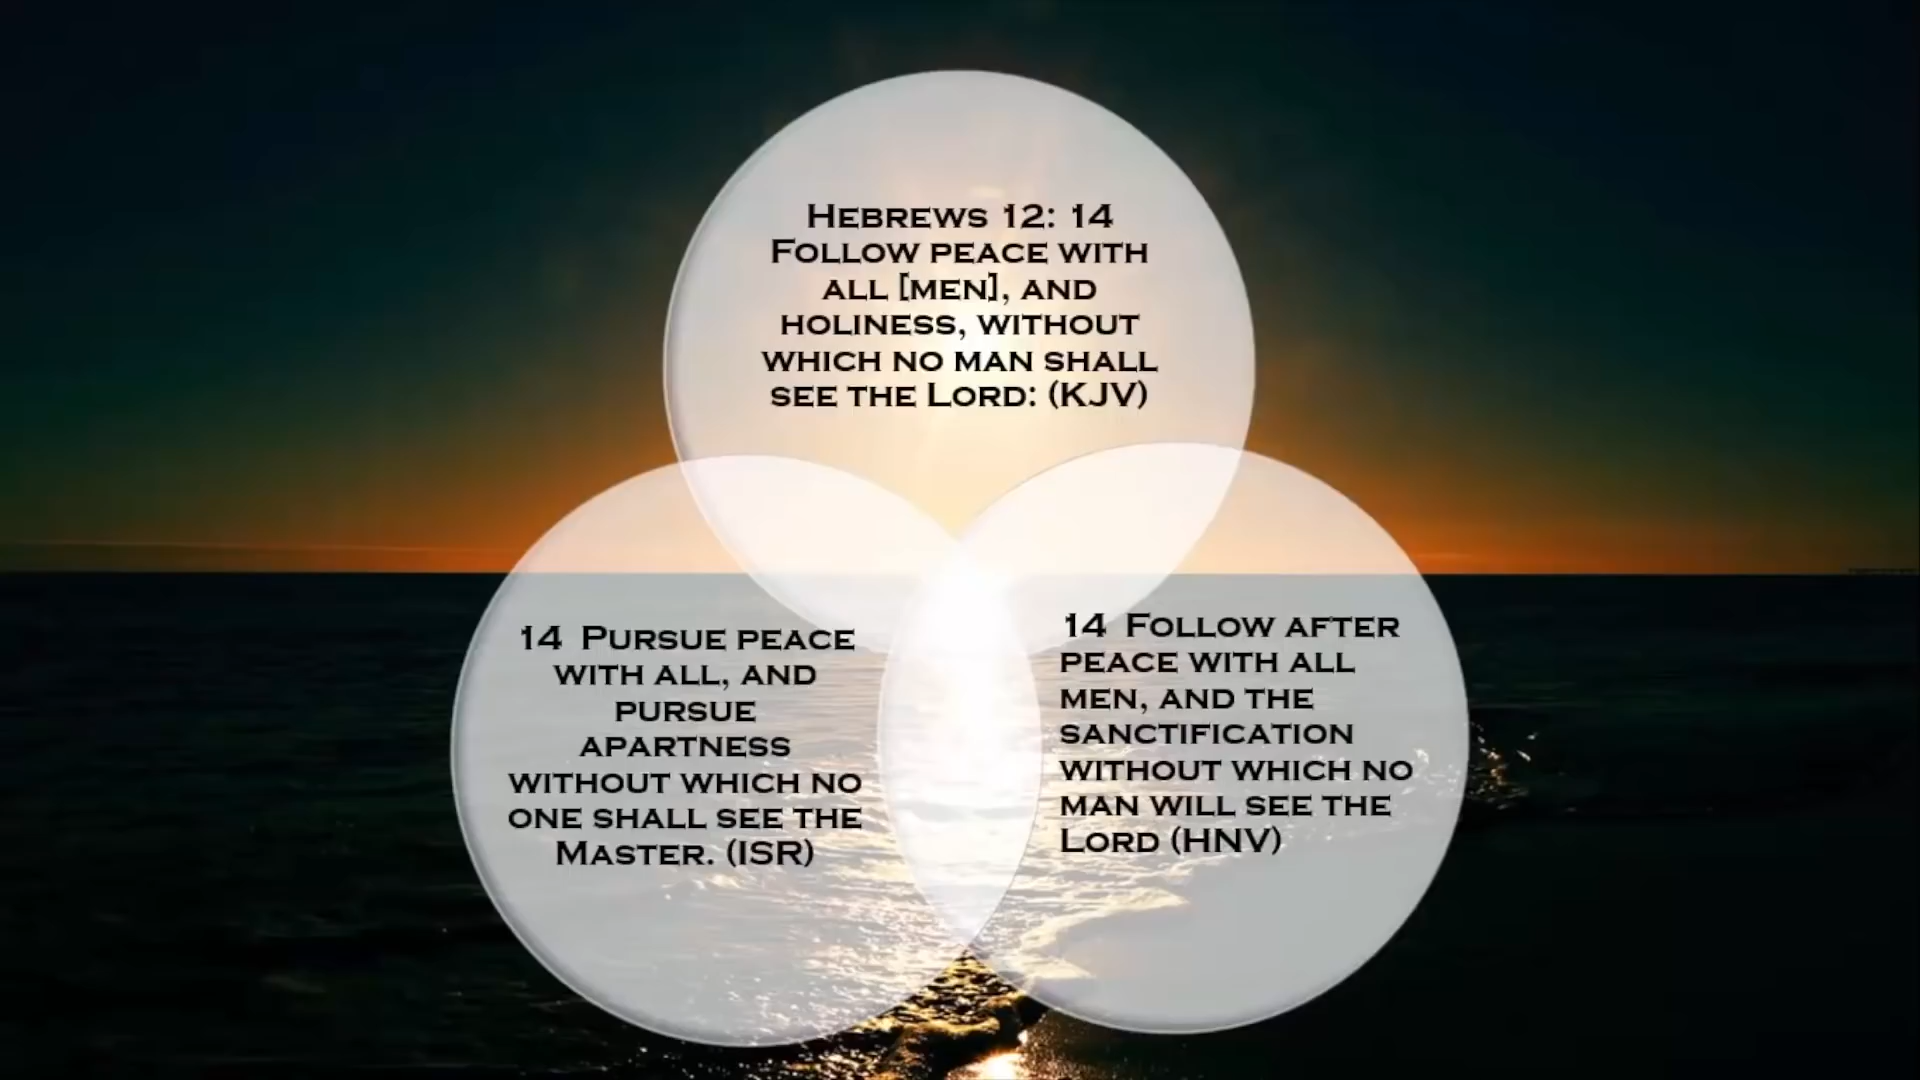 Hebrews 12: 14
Follow peace with
all [men], and
holiness, without
which no man shall
see the Lord: (KJV)
14 Pursue peace
with all, and
pursue
apartness
without which no
one shall see the
Master. (ISR)
14 Follow after
peace with all
men, and the
sanctification
without which no
man will see the
Lord (HNV)